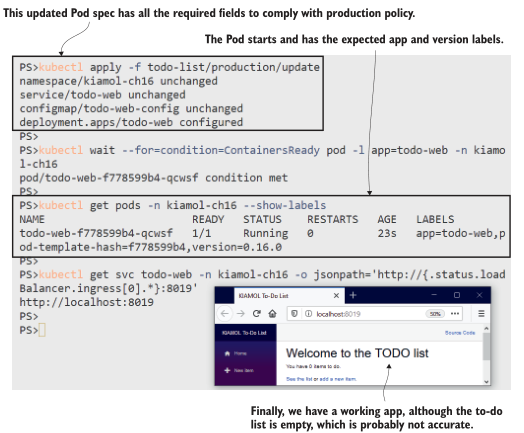 This updated Pod spec has all the required fields to comply with production policy.
The Pod starts and has the expected app and version labels.
PS>kubectl apply -f todo-list/production/update
namespace/kiamol-ch16 unchanged
service/todo-web unchanged
configmap/todo-web-config unchanged
deployment.apps/todo-web configured
PS>
PS>kubectl wait --for=condition=ContainersReady pod -l app=todo-web -n kiamo
l-ch16
pod/todo-web-f778599b4-qcwsf condition met
PS>
PS>kubectl get pods -n kiamol-ch16 --show-labels
NAME READY STATUS RESTARTS AGE LABELS
todo-web-f778599b4-qcwsf 1/1 Running 0 23s app=todo-web,p
od-template-hash=f778599b4,version=0.16.0
PS>
PS>kubectl get svc todo-web -n kiamol-ch16 -o jsonpath='http://{.status.load
Balancer.ingress[0].*}:8019'
http://localhost:8019
PS>
PS>
KIAMOL To-Do List
localhost:8019
50%
KIAMOL To-Do List
Source Code
Home
New item
Welcome to the TODO list
You have 0 items to do.
See the list or add a new item.
Finally, we have a working app, although the to-do
list is empty, which is probably not accurate.